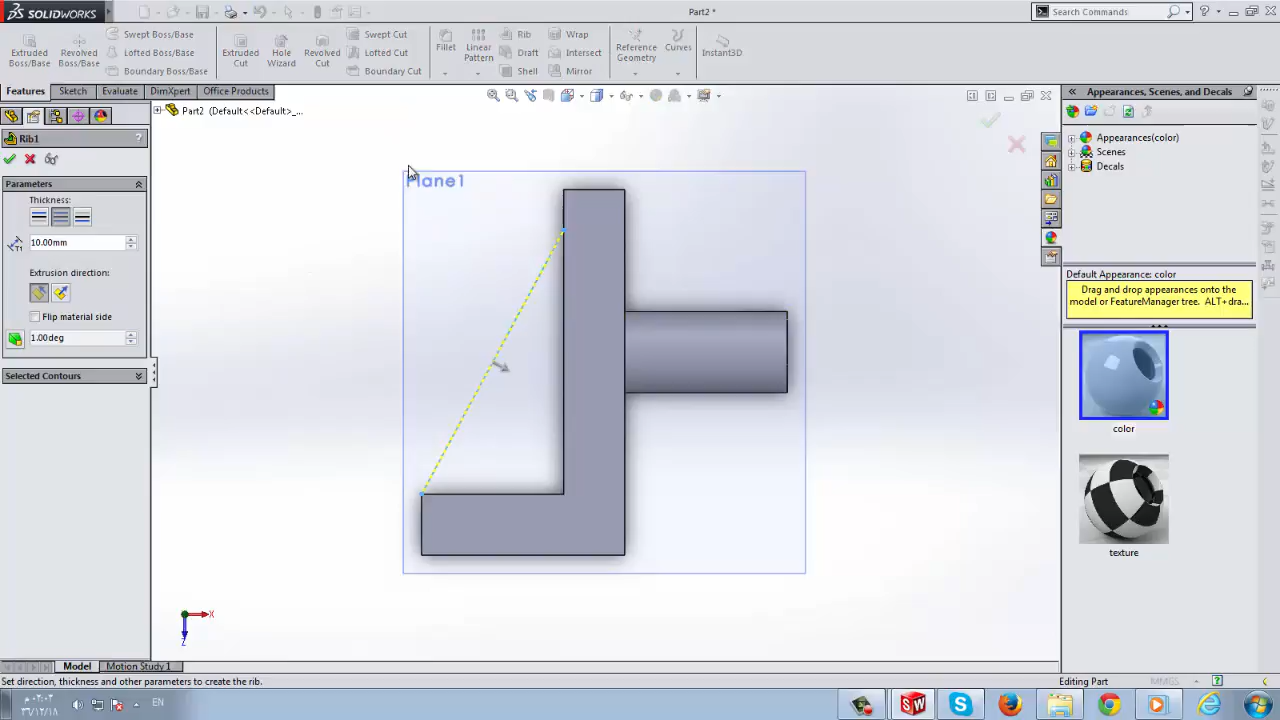 SOLIDWORKS
Part2 *
Search Commands
Extruded Boss/Base
Revolved Boss/Base
Swept Boss/Base
Lofted Boss/Base
Boundary Boss/Base
Extruded Cut
Hole Wizard
Revolved Cut
Swept Cut
Lofted Cut
Boundary Cut
Fillet
Linear Pattern
Rib
Draft
Shell
Wrap
Intersect
Mirror
Reference Geometry
Curves
Instant3D
Features
Sketch
Evaluate
DimXpert
Office Products
Part2 (Default<<Default>_...
Rib1
?
Parameters
Thickness:
10.00mm
Extrusion direction:
Flip material side
1.00deg
Selected Contours
Plane1
X
Z
Appearances, Scenes, and Decals
Appearances(color)
Scenes
Decals
Default Appearance: color
Drag and drop appearances onto the
model or FeatureManager tree. ALT+dra...
color
texture
Model
Motion Study 1
Set direction, thickness and other parameters to create the rib.
Editing Part
MMGS
EN